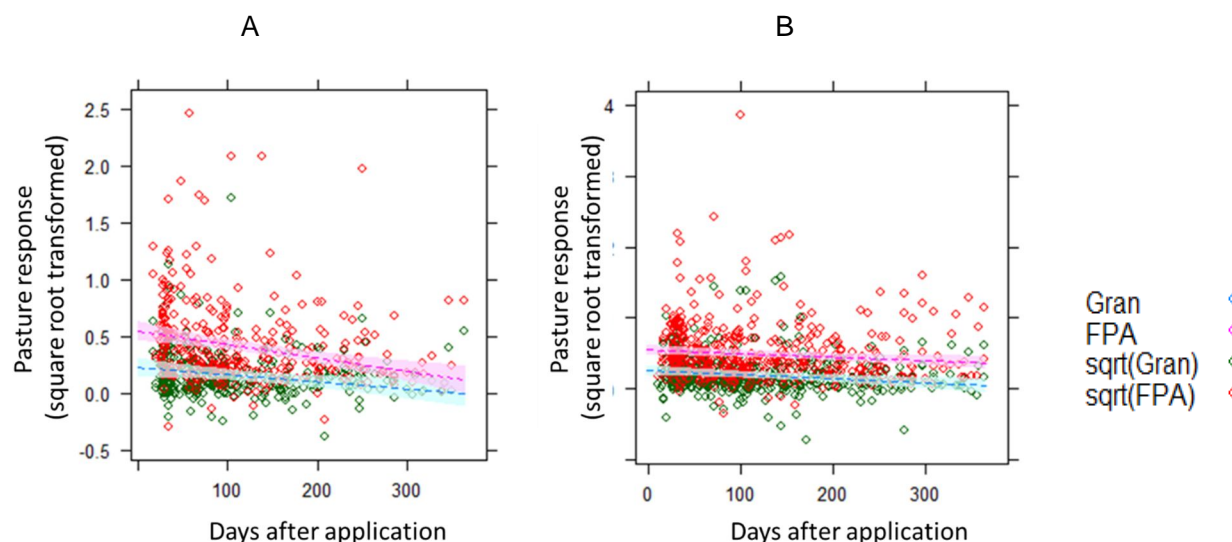 A
B
Pasture response
(square root transformed)
2.5
2.0
1.5
1.0
0.5
0.0
-0.5
100
200
300
Days after application
Pasture response
(square root transformed)
4
0
100
200
300
Days after application
Gran
FPA
sqrt(Gran)
sqrt(FPA)